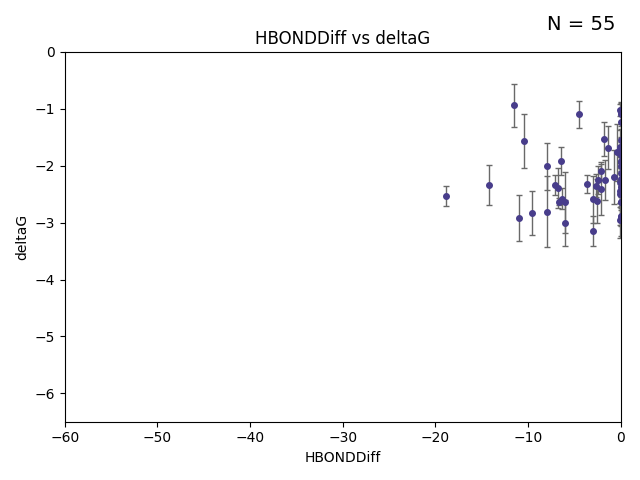 N = 55
HBONDDiff vs deltaG
0
−1
−2
−3
−4
−5
−6
deltaG
−60 −50 −40 −30 −20 −10 0
HBONDDiff